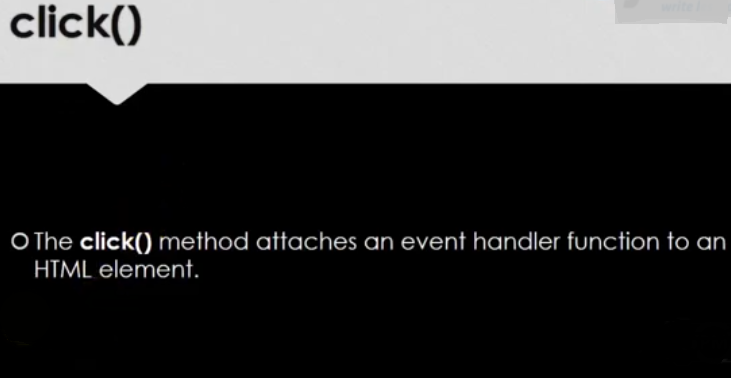 click()
The click() method attaches an event handler function to an
HTML element.